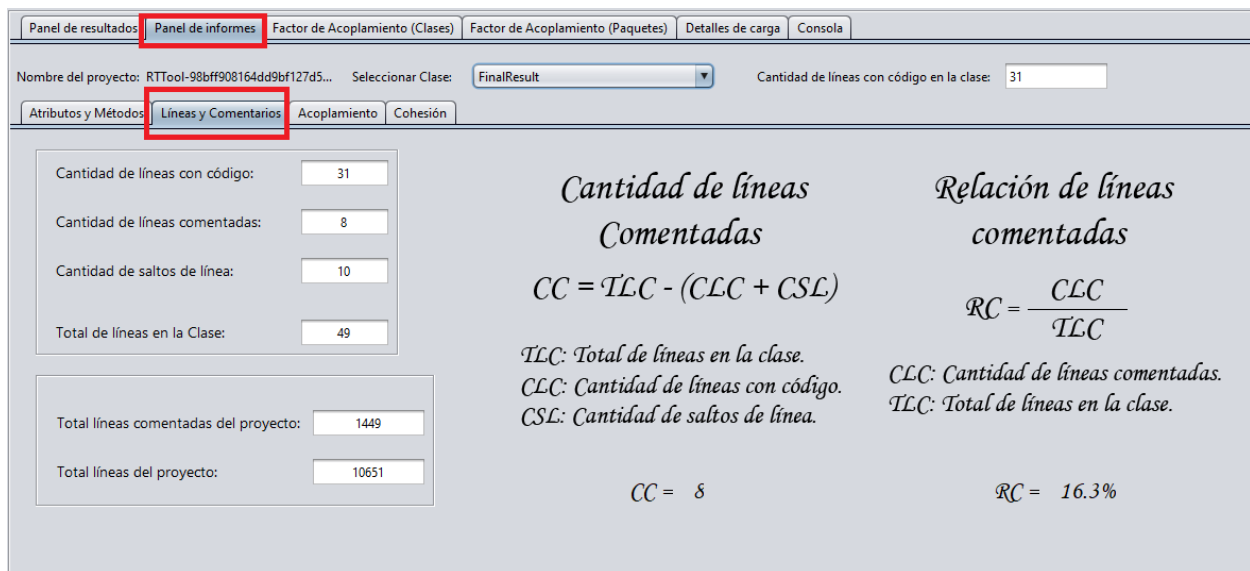 Panel de resultados Panel de informes Factor de Acoplamiento (Clases) Factor de Acoplamiento (Paquetes) Detalles de carga Consola
Nombre del proyecto: RTTool-98bff908164dd9bf127d5... Seleccionar Clase: FinalResult Cantidad de líneas con código en la clase: 31
Atributos y Métodos Líneas y Comentarios Acoplamiento Cohesión
Cantidad de líneas con código: 31
Cantidad de líneas comentadas: 8
Cantidad de saltos de línea: 10
Total de líneas en la Clase: 49
Total líneas comentadas del proyecto: 1449
Total líneas del proyecto: 10651
Cantidad de líneas
Comentadas
CC = TLC - (CLC + CSL)
TLC: Total de líneas en la clase.
CLC: Cantidad de líneas con código.
CSL: Cantidad de saltos de línea.
CC = 8
Relación de líneas
comentadas
RC = CLC
TLC
CLC: Cantidad de líneas comentadas.
TLC: Total de líneas en la clase.
RC = 16.3%